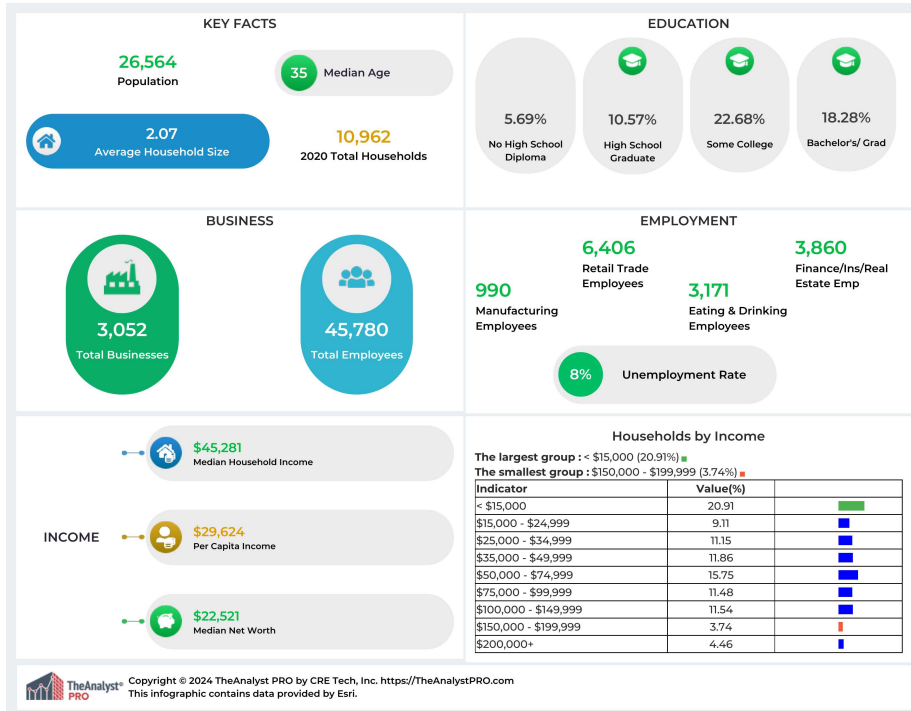 KEY FACTS
26,564
Population
35 Median Age
2.07
Average Household Size
10,962
2020 Total Households
EDUCATION
5.69%
No High School
Diploma
10.57%
High School
Graduate
22.68%
Some College
18.28%
Bachelor's/ Grad
BUSINESS
3,052
Total Businesses
45,780
Total Employees
EMPLOYMENT
990
Manufacturing
Employees
6,406
Retail Trade
Employees
3,171
Eating & Drinking
Employees
3,860
Finance/Ins/Real
Estate Emp
8% Unemployment Rate
INCOME
$45,281
Median Household Income
$29,624
Per Capita Income
$22,521
Median Net Worth
Households by Income
The largest group : < $15,000 (20.91%)
The smallest group : $150,000 - $199,999 (3.74%)
Indicator Value(%)
< $15,000 20.91
$15,000 - $24,999 9.11
$25,000 - $34,999 11.15
$35,000 - $49,999 11.86
$50,000 - $74,999 15.75
$75,000 - $99,999 11.48
$100,000 - $149,999 11.54
$150,000 - $199,999 3.74
$200,000+ 4.46
TheAnalyst®
PRO
Copyright © 2024 TheAnalyst PRO by CRE Tech, Inc. https://TheAnalystPRO.com
This infographic contains data provided by Esri.